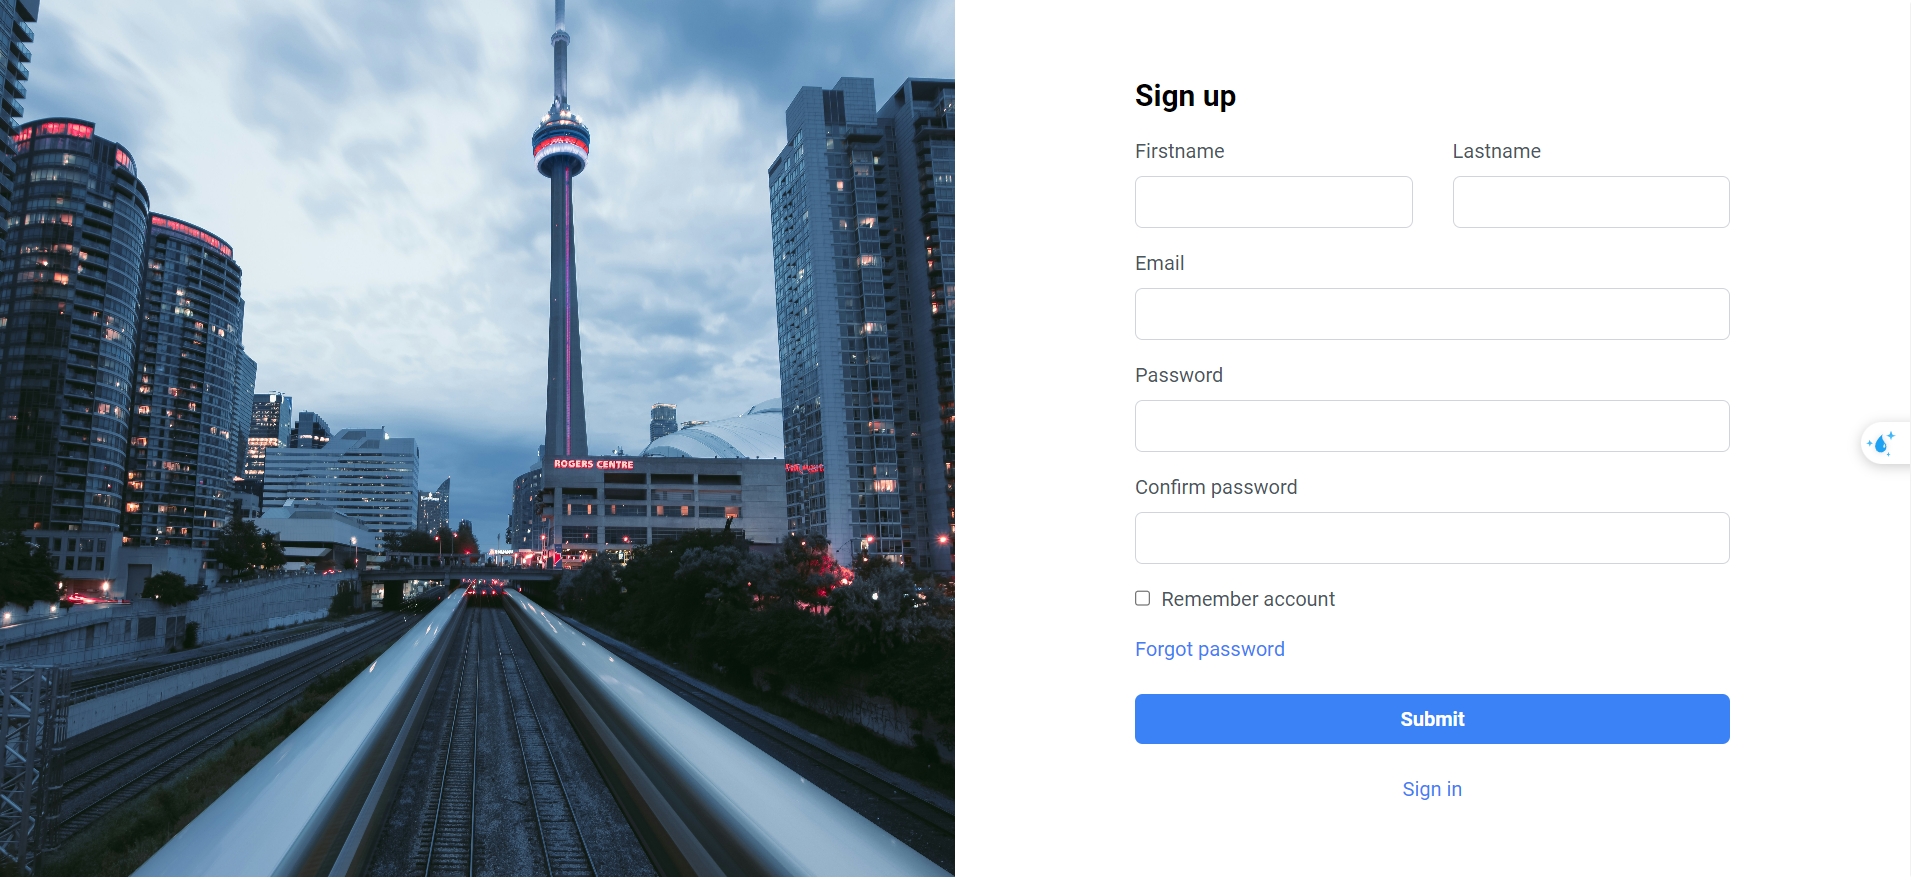 ROGERS CENTRE
Sign up
Firstname Lastname
Email
Password
Confirm password
Remember account
Forgot password
Submit
Sign in